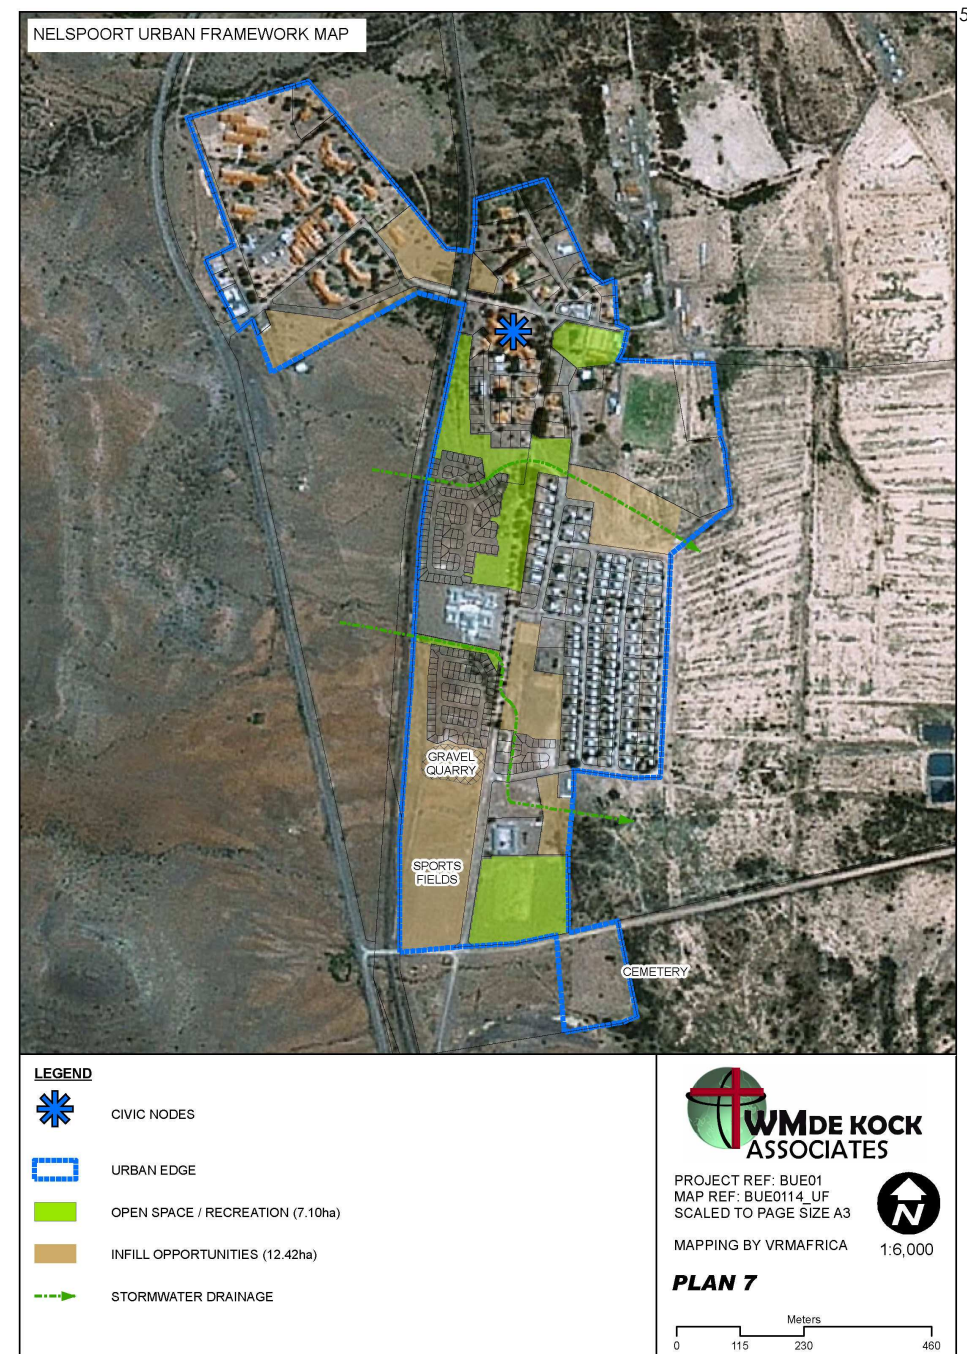 5
NELSPOORT URBAN FRAMEWORK MAP
GRAVEL
QUARRY
SPORTS
FIELDS
CEMETERY
LEGEND
CIVIC NODES
URBAN EDGE
OPEN SPACE / RECREATION (7.10ha)
INFILL OPPORTUNITIES (12.42ha)
STORMWATER DRAINAGE
WMDE KOCK
ASSOCIATES
PROJECT REF: BUE01
MAP REF: BUE0114_UF
SCALED TO PAGE SIZE A3
MAPPING BY VRMAFRICA
N
1:6,000
PLAN 7
Meters
0 115 230 460